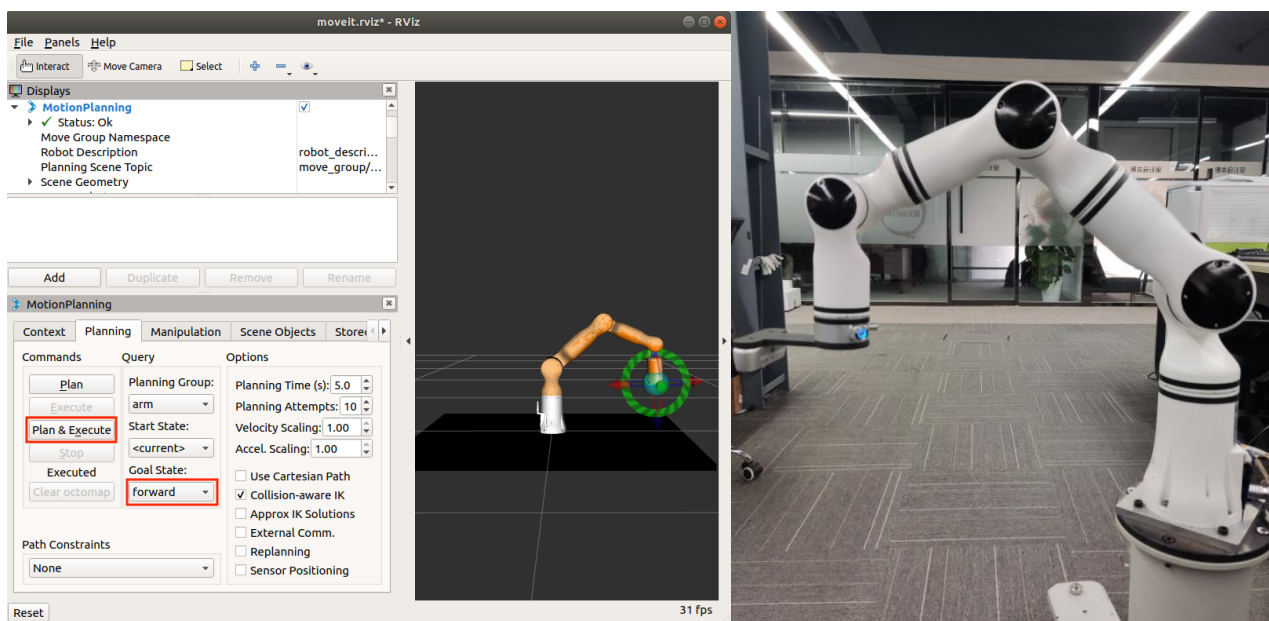 moveit.rviz* - RViz
File Panels Help
Interact Move Camera Select
Displays
MotionPlanning
Status: Ok
Move Group Namespace
Robot Description robot_descri...
Planning Scene Topic move_group/...
Scene Geometry
Add Duplicate Remove Rename
MotionPlanning
Context Planning Manipulation Scene Objects Store
Commands Query Options
Plan Planning Group: Planning Time (s): 5.0
Execute arm Planning Attempts: 10
Plan & Execute Start State: Velocity Scaling: 1.00
Stop <current> Accel. Scaling: 1.00
Executed Goal State: Use Cartesian Path
Clear octomap forward Collision-aware IK
Approx IK Solutions
External Comm.
Path Constraints Replanning
None Sensor Positioning
Reset 31 fps